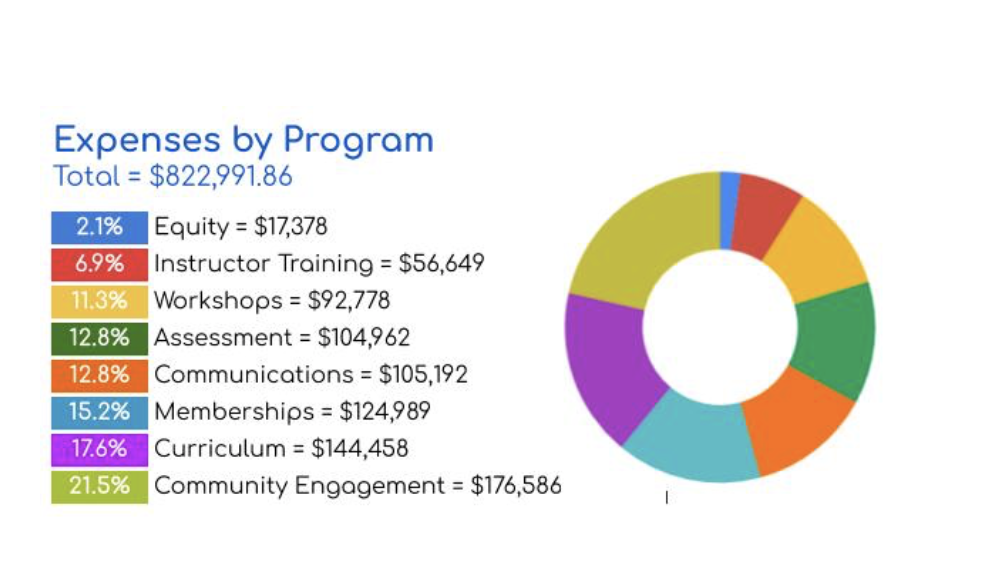 Expenses by Program
Total = $822,991.86
2.1% Equity = $17,378
6.9% Instructor Training = $56,649
11.3% Workshops = $92,778
12.8% Assessment = $104,962
12.8% Communications = $105,192
15.2% Memberships = $124,989
17.6% Curriculum = $144,458
21.5% Community Engagement = $176,586